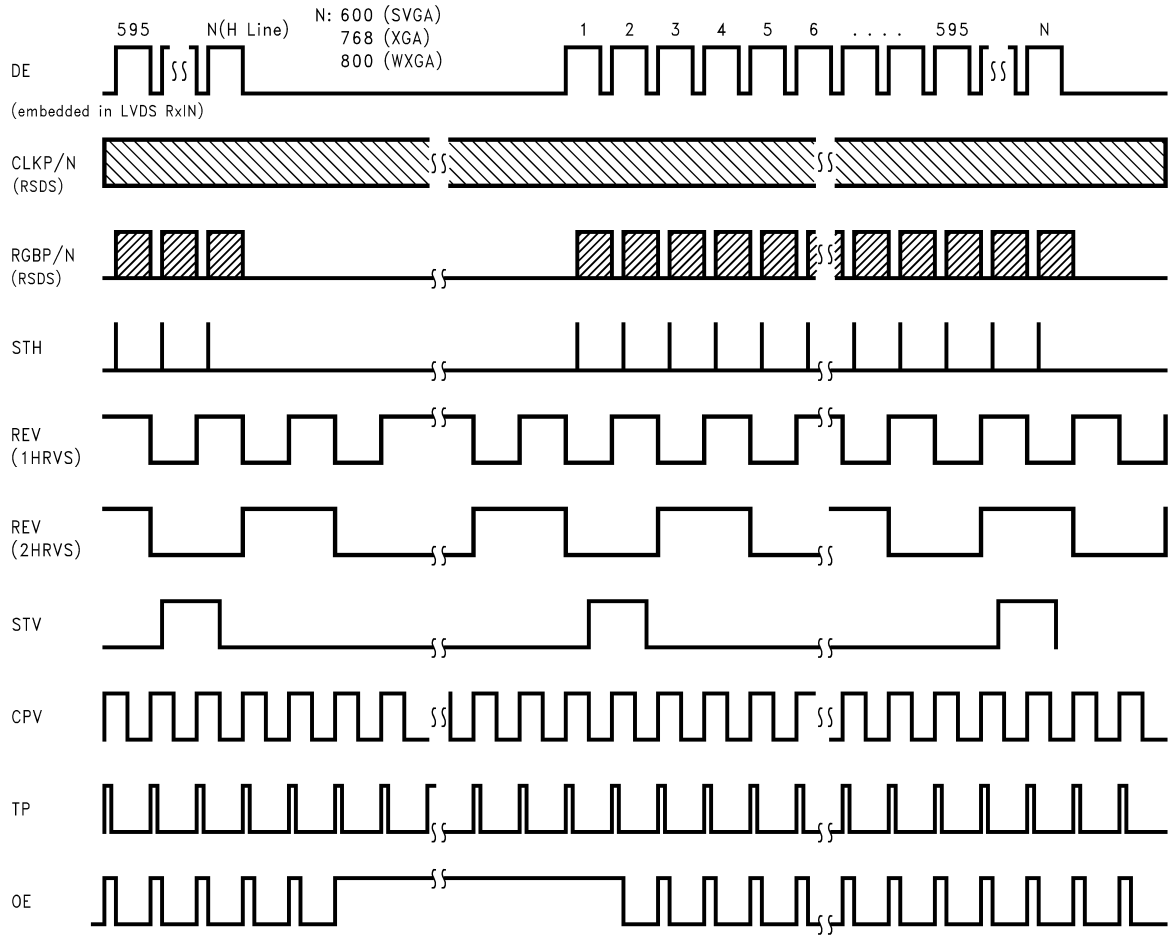 N: 600 (SVGA)
768 (XGA)
800 (WXGA)
595 N(H Line) 1 2 3 4 5 6 . . . . 595 N
DE
(embedded in LVDS RxIN)
CLKP/N
(RSDS)
RGBP/N
(RSDS)
STH
REV
(1HRVS)
REV
(2HRVS)
STV
CPV
TP
OE